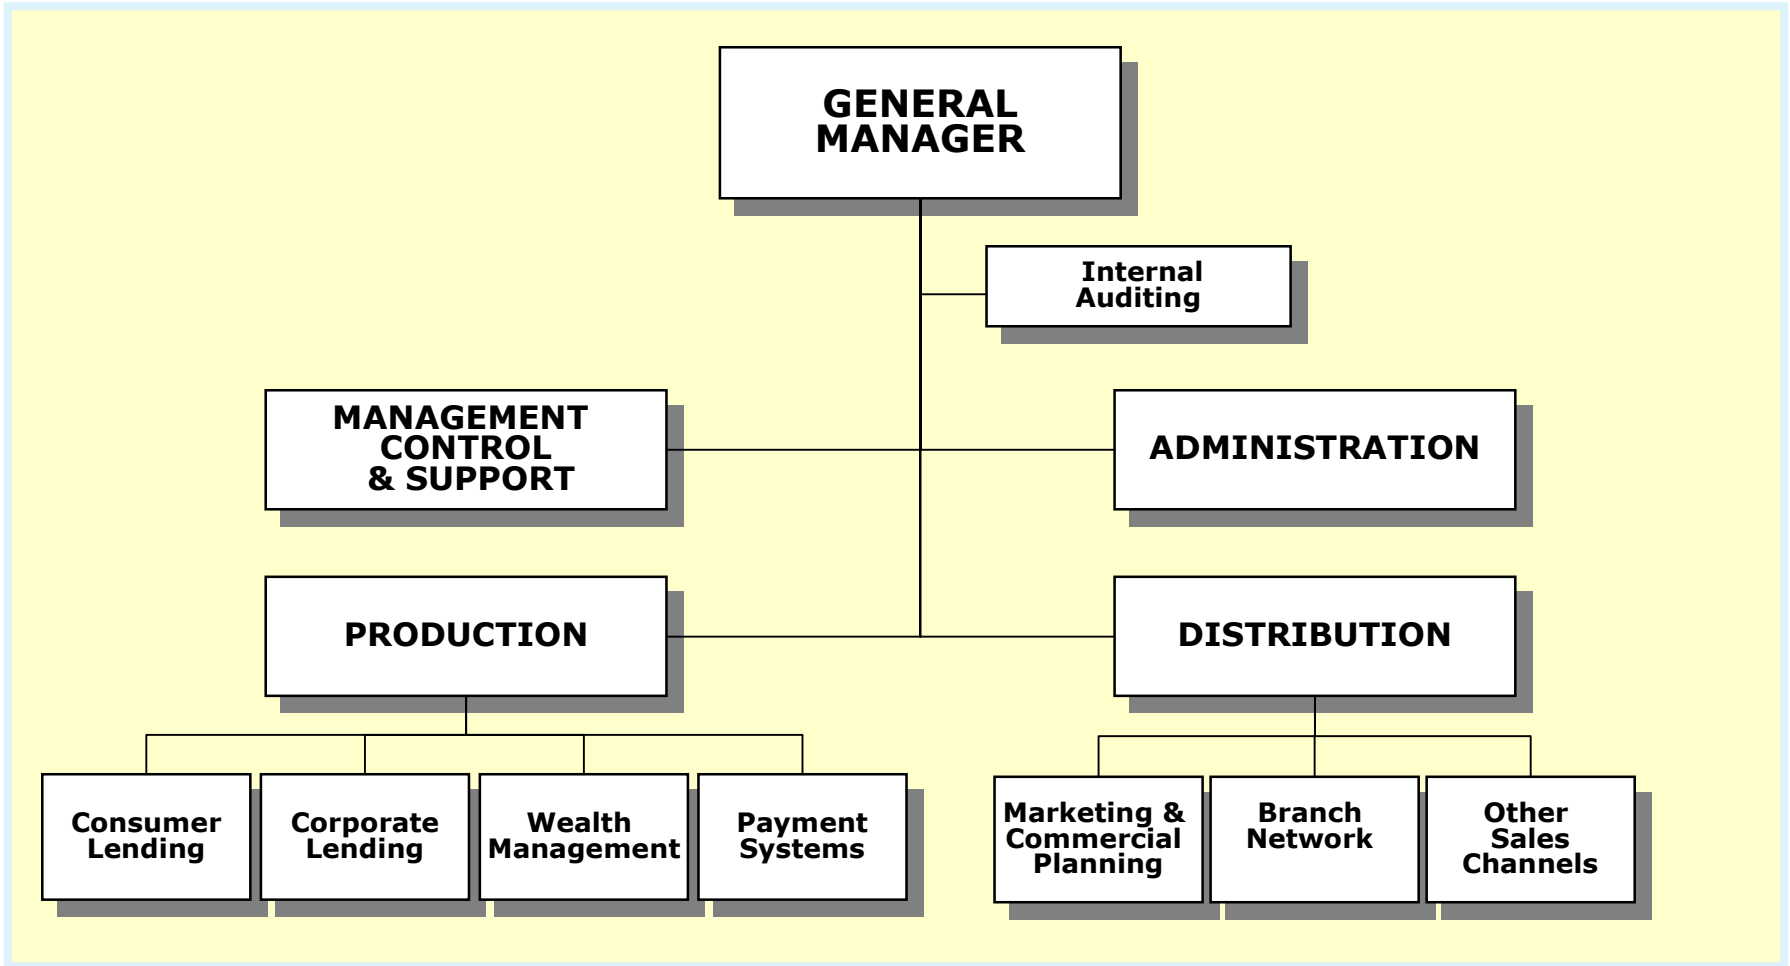 GENERAL
MANAGER
Internal
Auditing
MANAGEMENT
CONTROL
& SUPPORT
ADMINISTRATION
PRODUCTION
DISTRIBUTION
Consumer
Lending
Corporate
Lending
Wealth
Management
Payment
Systems
Marketing &
Commercial
Planning
Branch
Network
Other
Sales
Channels